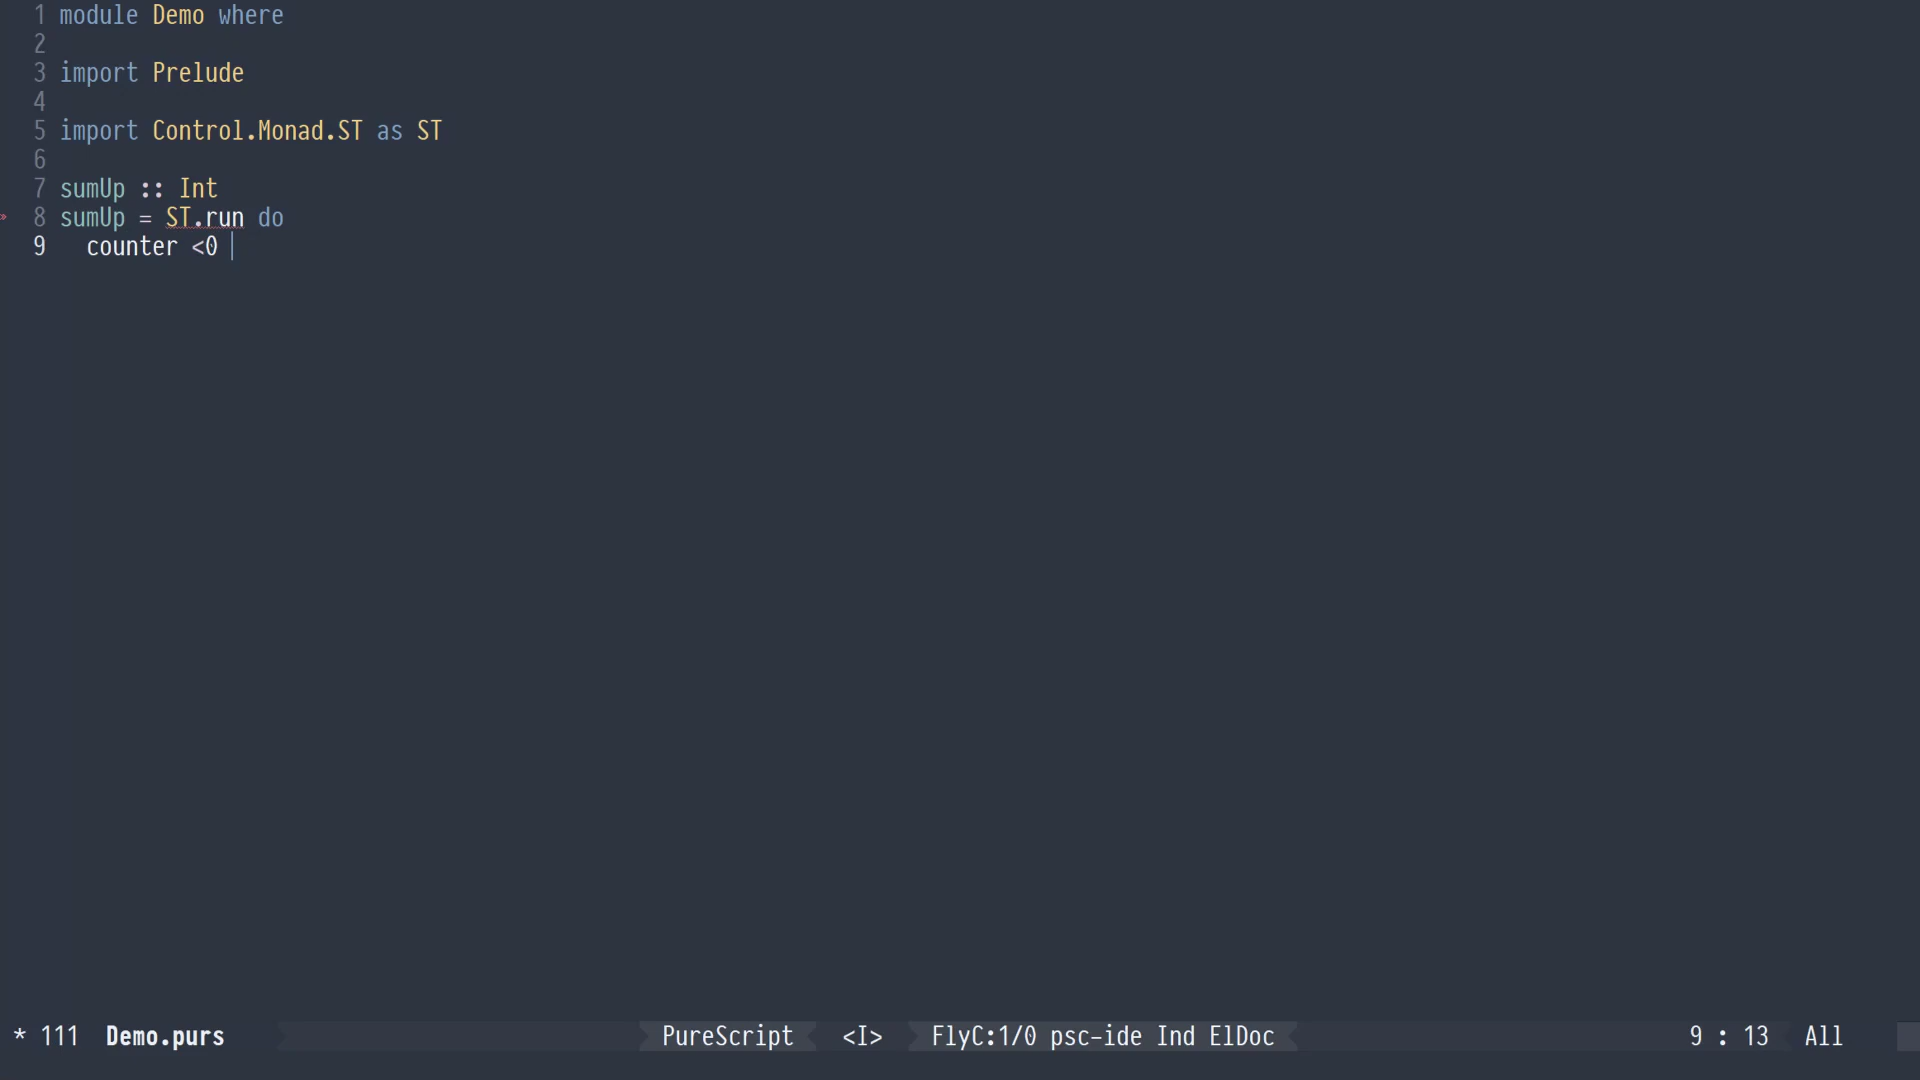 1 module Demo where
2
3 import Prelude
4
5 import Control.Monad.ST as ST
6
7 sumUp :: Int
8 sumUp = ST.run do
9   counter <0
* 111 Demo.purs PureScript <I> FlyC:1/0 psc-ide Ind ElDoc 9 : 13 All